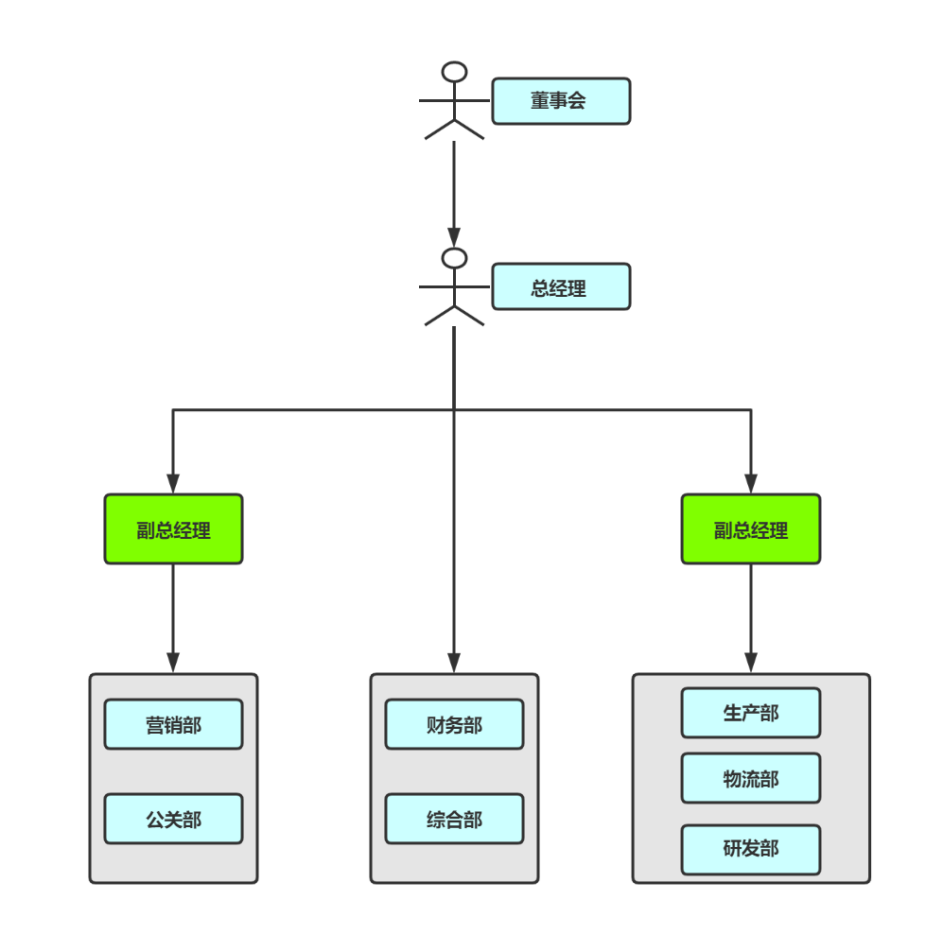 董事会
总经理
副总经理
副总经理
营销部
公关部
财务部
综合部
生产部
物流部
研发部